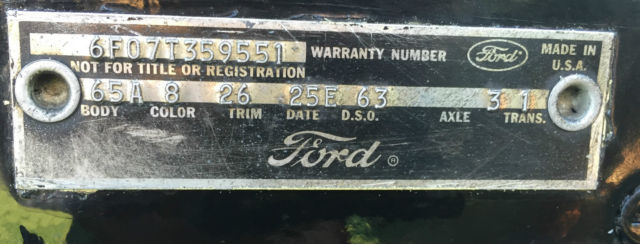 6F07T359551 WARRANTY NUMBER Ford MADE IN U.S.A.
NOT FOR TITLE OR REGISTRATION
65A 8 26 25E 63 3 1
BODY COLOR TRIM DATE D.S.O. AXLE TRANS.
Ford ®